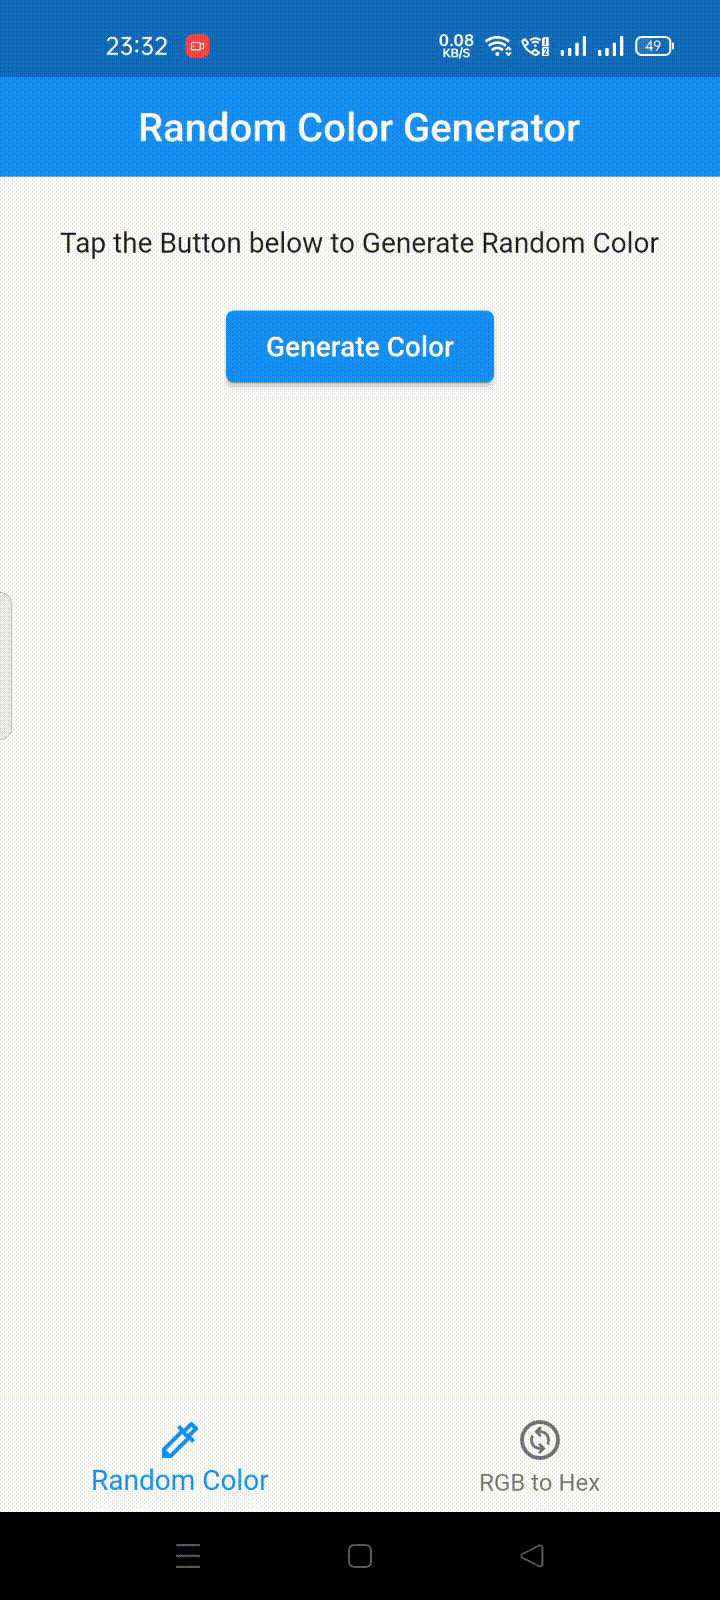 23:32
0.08
KB/S
49
Random Color Generator
Tap the Button below to Generate Random Color
Generate Color
Random Color
RGB to Hex